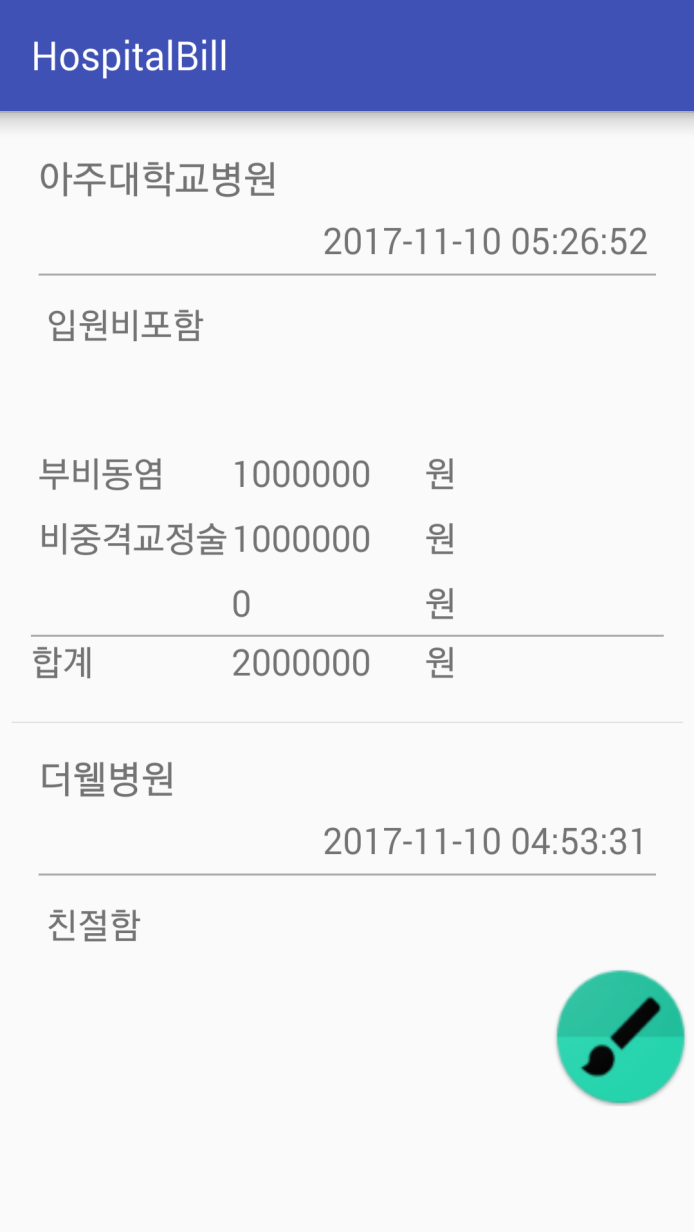 HospitalBill
아주대학교병원
2017-11-10 05:26:52
입원비포함
부비동염 1000000 원
비중격교정술 1000000 원
0 원
합계 2000000 원
더웰병원
2017-11-10 04:53:31
친절함